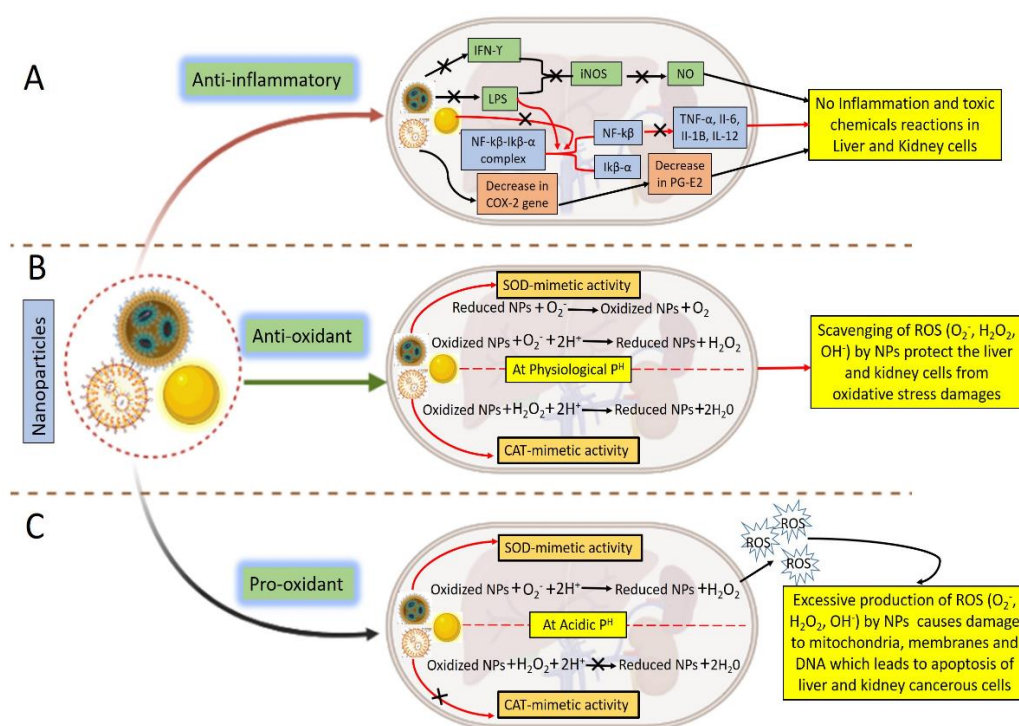 A
Anti-inflammatory
IFN-Υ
iNOS
NO
LPS
NF-kβ-Ikβ-α
complex
NF-kβ
TNF-α, Il-6,
Il-1B, IL-12
Ikβ-α
Decrease in
COX-2 gene
Decrease
in PG-E2
No Inflammation and toxic
chemicals reactions in
Liver and Kidney cells
B
Nanoparticles
Anti-oxidant
SOD-mimetic activity
Reduced NPs + O₂⁻ → Oxidized NPs + O₂
Oxidized NPs + O₂⁻ + 2H⁺ → Reduced NPs + H₂O₂
At Physiological Pᴴ
Oxidized NPs + H₂O₂ + 2H⁺ → Reduced NPs + 2H₂0
CAT-mimetic activity
Scavenging of ROS (O₂⁻, H₂O₂,
OH⁻) by NPs protect the liver
and kidney cells from
oxidative stress damages
C
Pro-oxidant
SOD-mimetic activity
Oxidized NPs + O₂⁻ + 2H⁺ → Reduced NPs + H₂O₂
At Acidic Pᴴ
Oxidized NPs + H₂O₂ + 2H⁺ → Reduced NPs + 2H₂0
CAT-mimetic activity
ROS
ROS
ROS
Excessive production of ROS (O₂⁻,
H₂O₂, OH⁻) by NPs causes damage
to mitochondria, membranes and
DNA which leads to apoptosis of
liver and kidney cancerous cells